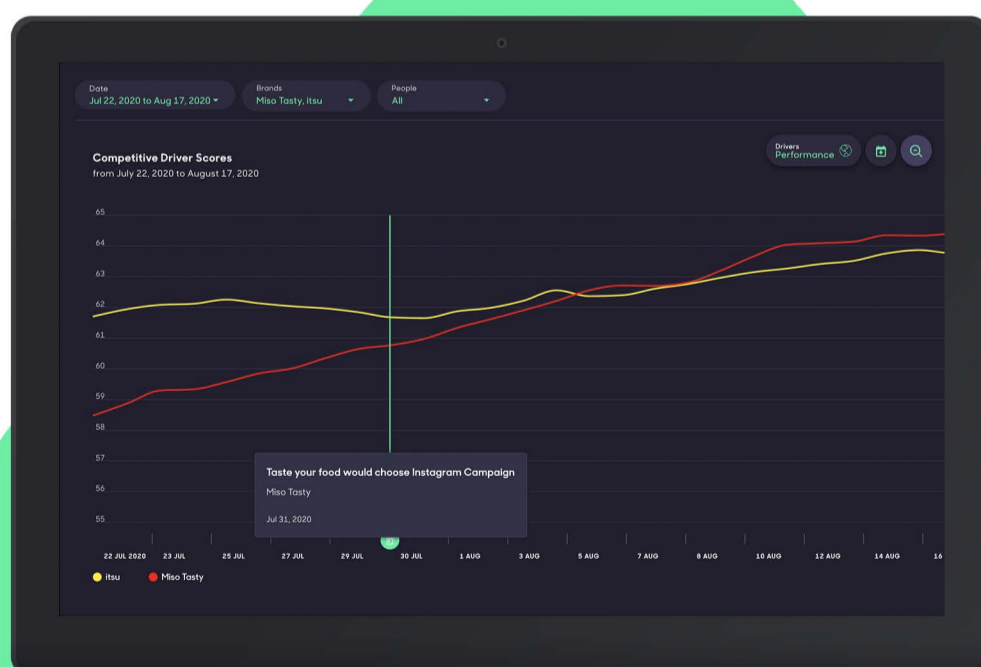 Date
Jul 22, 2020 to Aug 17, 2020
Brands
Miso Tasty, itsu
People
All
Competitive Driver Scores
from July 22, 2020 to August 17, 2020
Drivers
Performance
65
64
63
62
61
60
59
58
57
56
55
Taste your food would choose Instagram Campaign
Miso Tasty
Jul 31, 2020
22 JUL 2020 23 JUL 25 JUL 27 JUL 29 JUL 30 JUL 1 AUG 3 AUG 5 AUG 7 AUG 8 AUG 10 AUG 12 AUG 14 AUG 16
itsu Miso Tasty